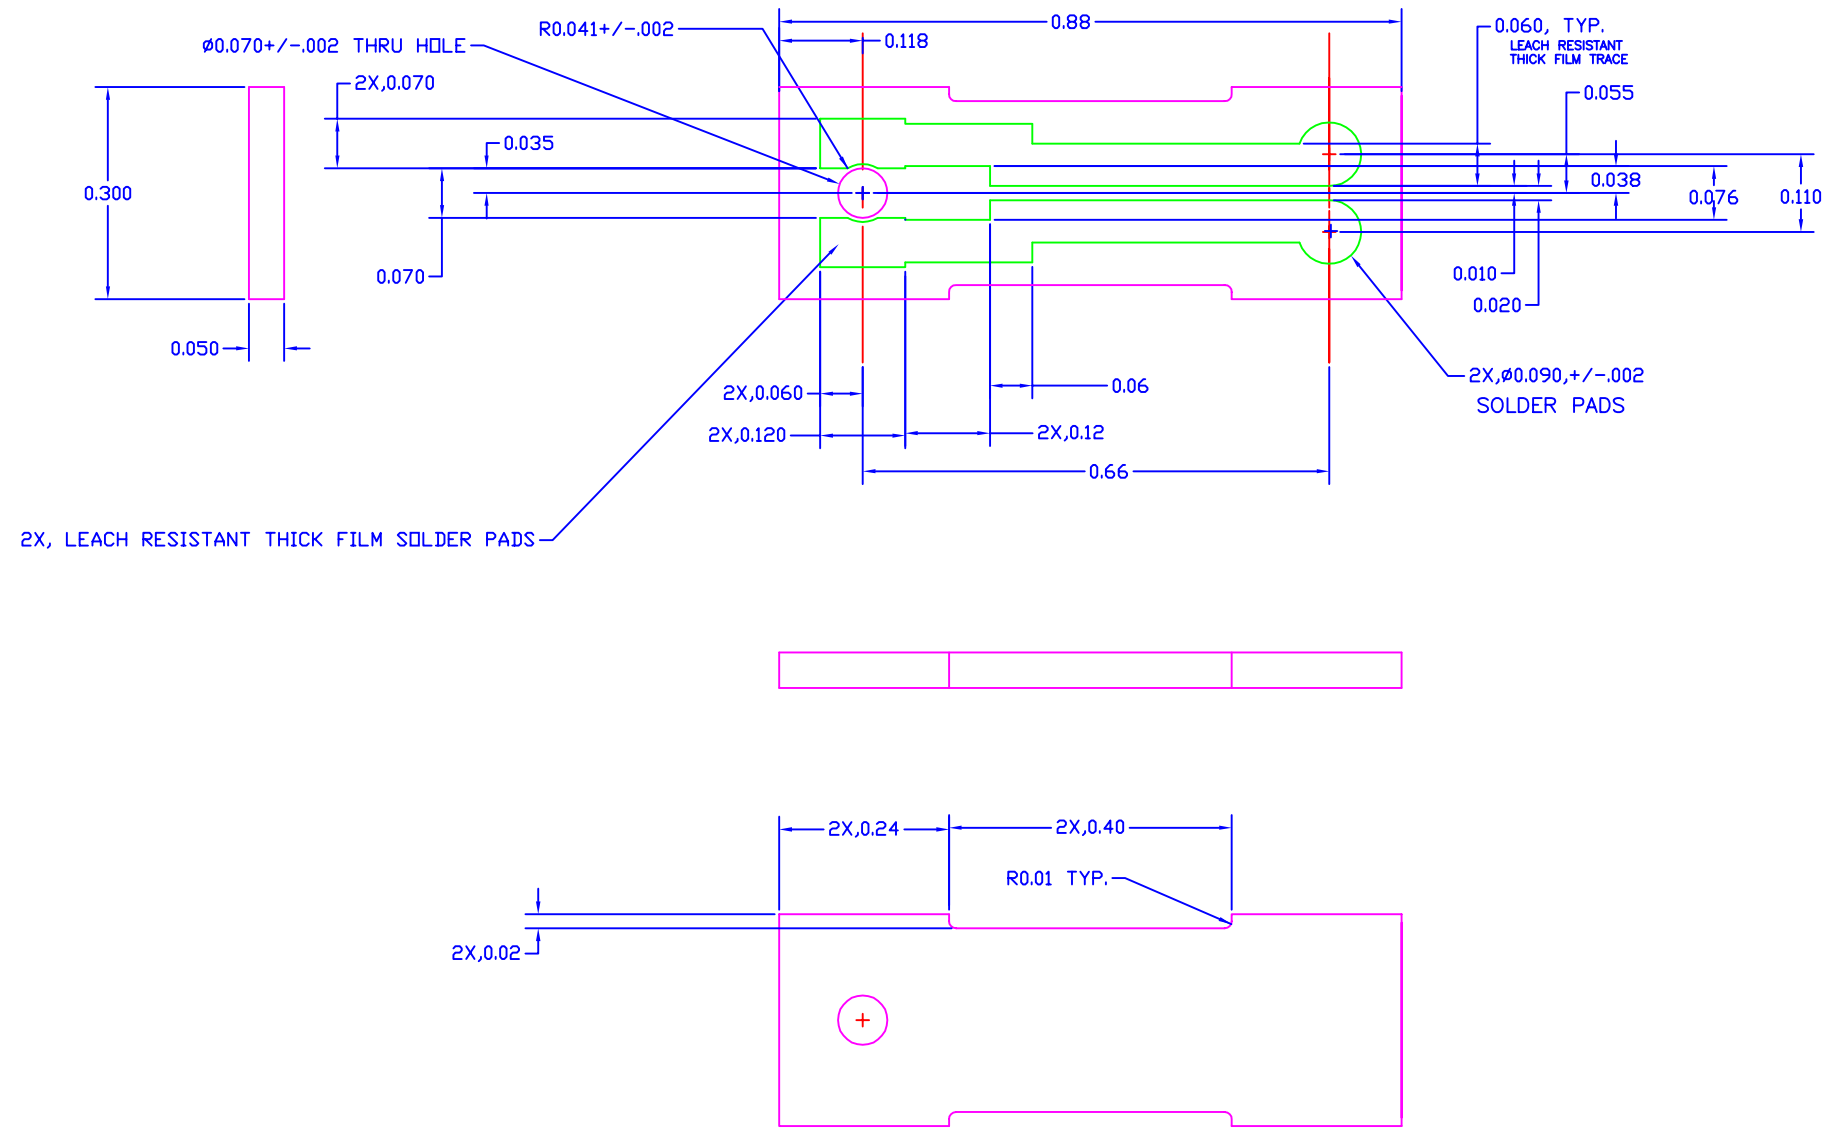 0.88
R0.041+/-.002
0.060, TYP.
LEACH RESISTANT
THICK FILM TRACE
ø0.070+/-.002 THRU HOLE
0.118
2X,0.070
0.055
0.035
0.300
0.038
0.076
0.110
0.070
0.010
0.020
0.050
2X,ø0.090,+/-.002
SOLDER PADS
2X,0.060
0.06
2X,0.120
2X,0.12
0.66
2X, LEACH RESISTANT THICK FILM SOLDER PADS
2X,0.24
2X,0.40
R0.01 TYP.
2X,0.02